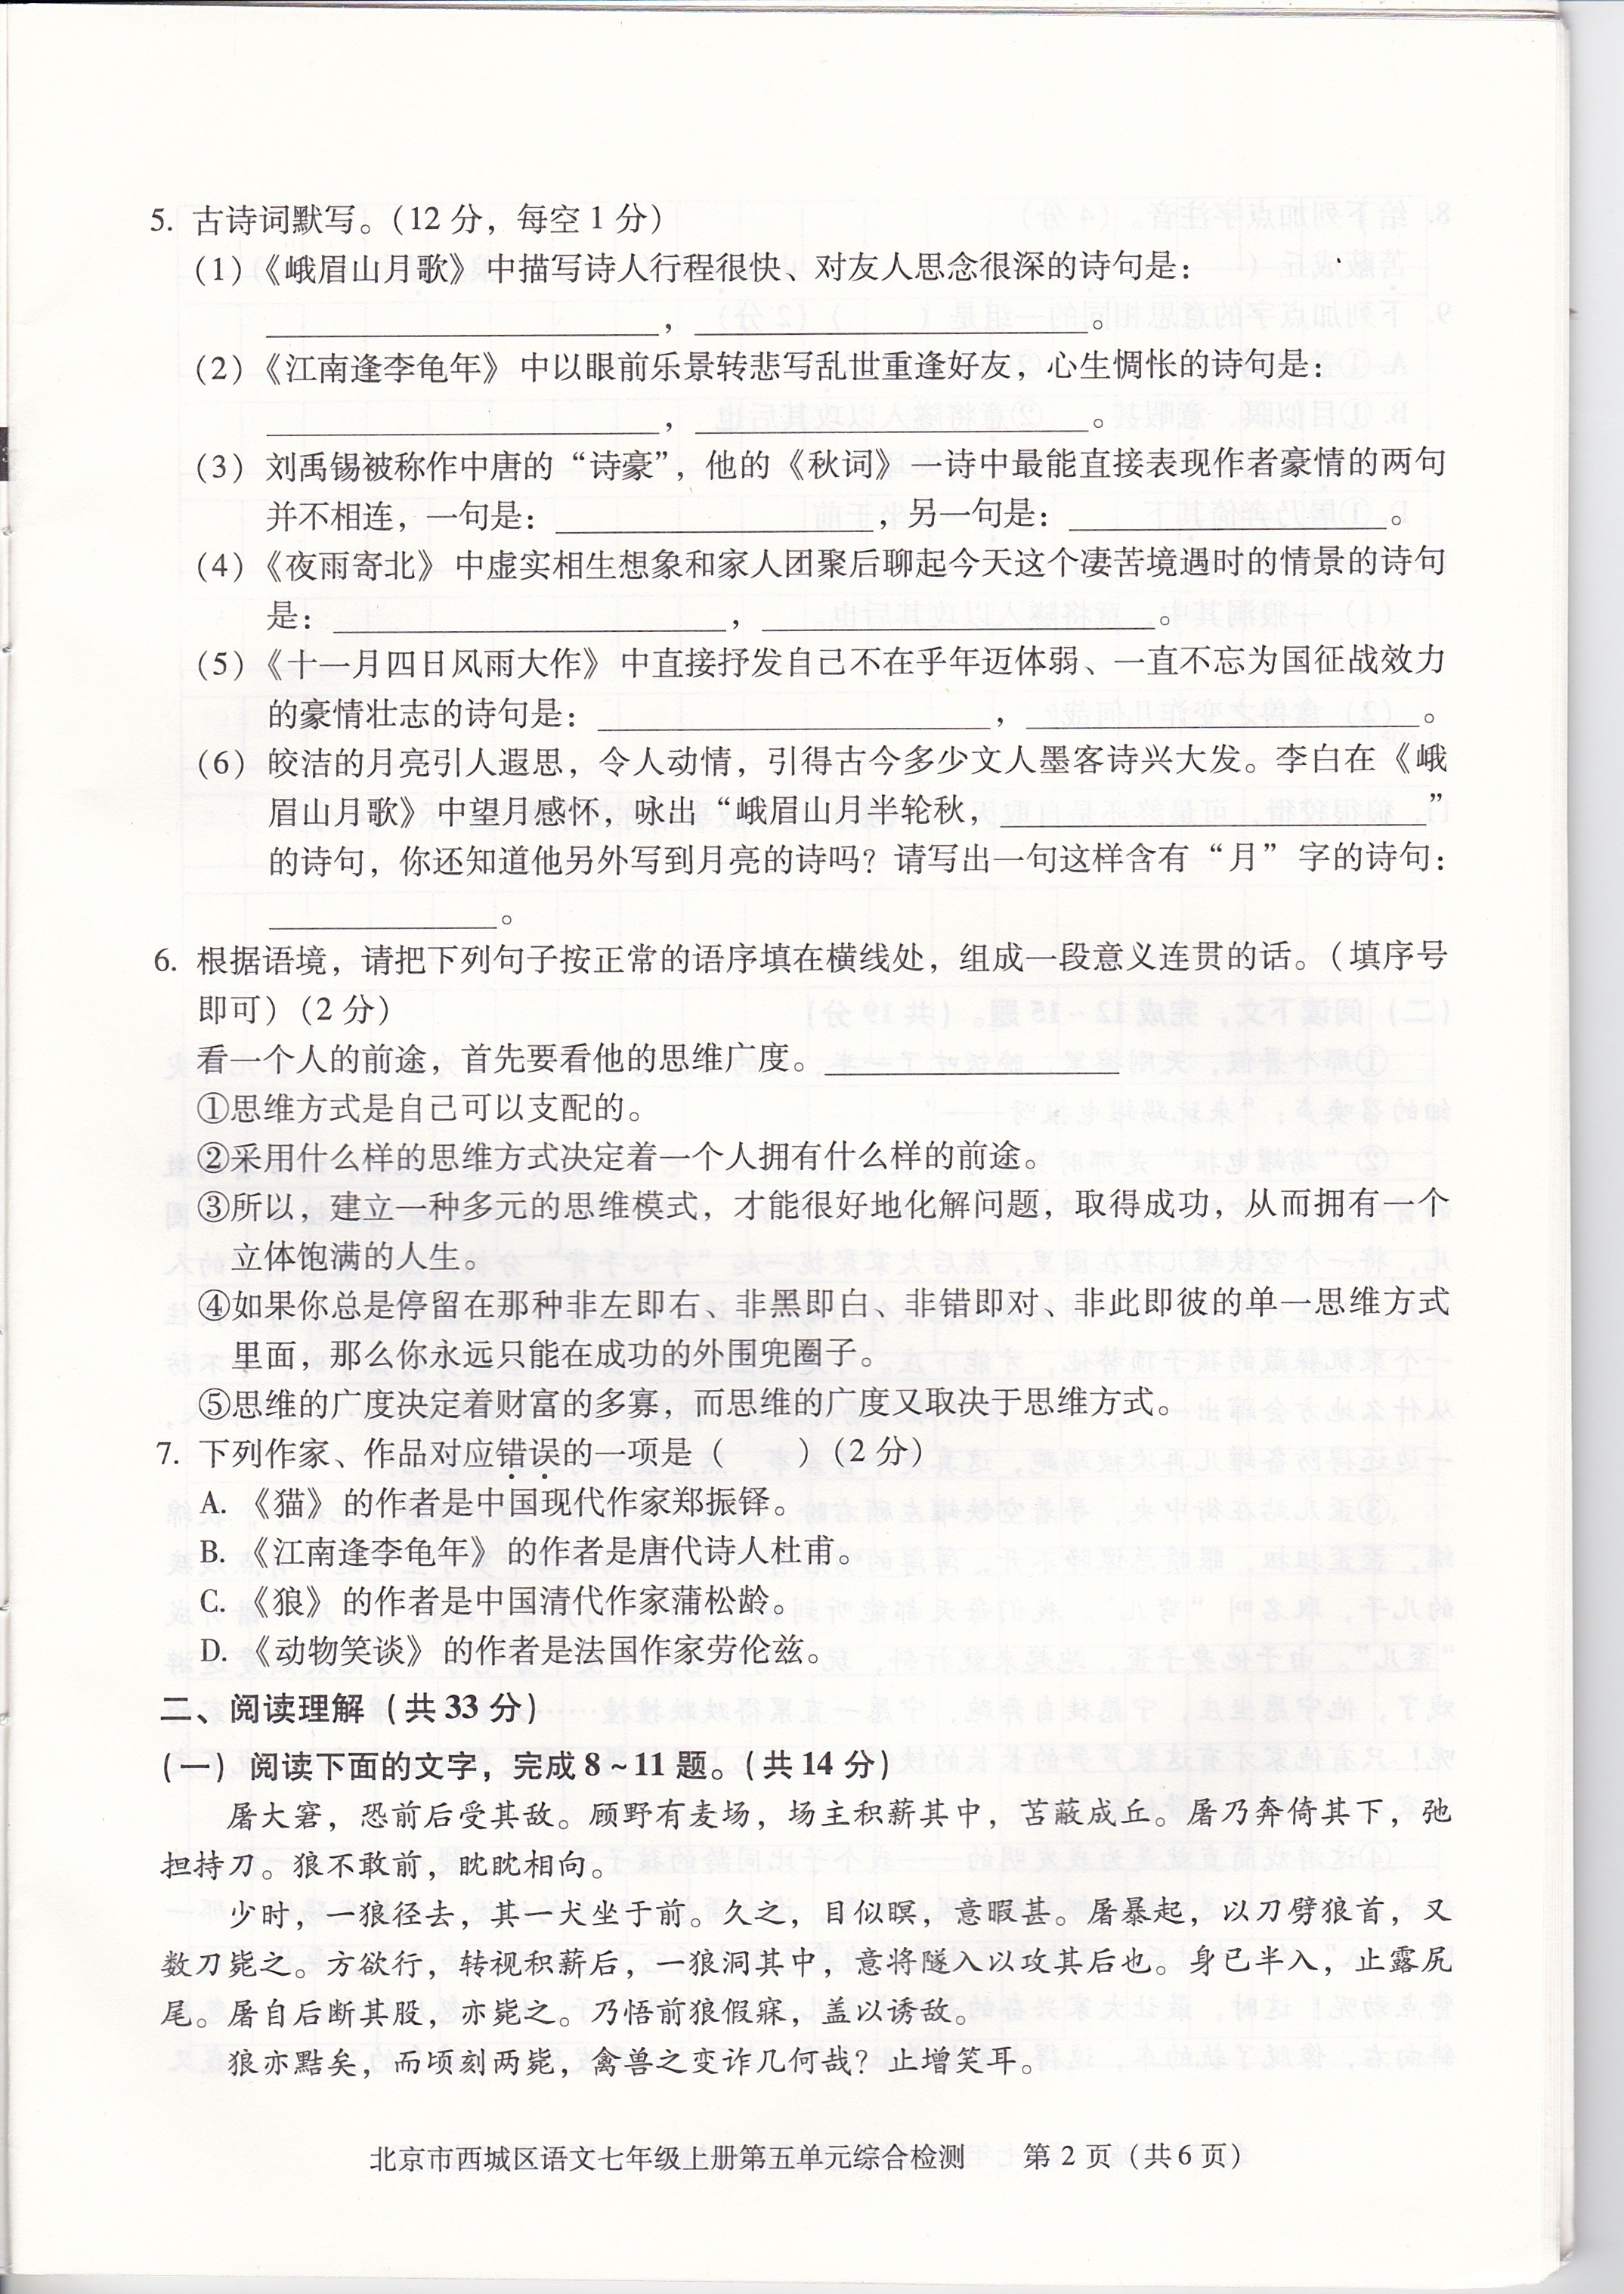 5. 古诗词默写。(12 分，每空 1 分)
(1)《峨眉山月歌》中描写诗人行程很快、对友人思念很深的诗句是：
，。
(2)《江南逢李龟年》中以眼前乐景转悲写乱世重逢好友，心生惆怅的诗句是：
，。
(3) 刘禹锡被称作中唐的“诗豪”，他的《秋词》一诗中最能直接表现作者豪情的两句
并不相连，一句是：，另一句是：。
(4)《夜雨寄北》中虚实相生想象和家人团聚后聊起今天这个凄苦境遇时的情景的诗句
是：，。
(5)《十一月四日风雨大作》中直接抒发自己不在乎年迈体弱、一直不忘为国征战效力
的豪情壮志的诗句是：，。
(6) 皎洁的月亮引人遐思，令人动情，引得古今多少文人墨客诗兴大发。李白在《峨
眉山月歌》中望月感怀，咏出“峨眉山月半轮秋，”
的诗句，你还知道他另外写到月亮的诗吗？请写出一句这样含有“月”字的诗句：
。
6. 根据语境，请把下列句子按正常的语序填在横线处，组成一段意义连贯的话。(填序号
即可)(2 分)
看一个人的前途，首先要看他的思维广度。
①思维方式是自己可以支配的。
②采用什么样的思维方式决定着一个人拥有什么样的前途。
③所以，建立一种多元的思维模式，才能很好地化解问题，取得成功，从而拥有一个
立体饱满的人生。
④如果你总是停留在那种非左即右、非黑即白、非错即对、非此即彼的单一思维方式
里面，那么你永远只能在成功的外围兜圈子。
⑤思维的广度决定着财富的多寡，而思维的广度又取决于思维方式。
7. 下列作家、作品对应错误的一项是( )(2 分)
A. 《猫》的作者是中国现代作家郑振铎。
B. 《江南逢李龟年》的作者是唐代诗人杜甫。
C. 《狼》的作者是中国清代作家蒲松龄。
D. 《动物笑谈》的作者是法国作家劳伦兹。
二、阅读理解(共 33 分)
(一) 阅读下面的文字，完成 8 ~ 11 题。(共 14 分)
屠大窘，恐前后受其敌。顾野有麦场，场主积薪其中，苫蔽成丘。屠乃奔倚其下，弛
担持刀。狼不敢前，眈眈相向。
少时，一狼径去，其一犬坐于前。久之，目似瞑，意暇甚。屠暴起，以刀劈狼首，又
数刀毙之。方欲行，转视积薪后，一狼洞其中，意将隧入以攻其后也。身已半入，止露尻
尾。屠自后断其股，亦毙之。乃悟前狼假寐，盖以诱敌。
狼亦黠矣，而顷刻两毙，禽兽之变诈几何哉？止增笑耳。
北京市西城区语文七年级上册第五单元综合检测 第 2 页(共 6 页)